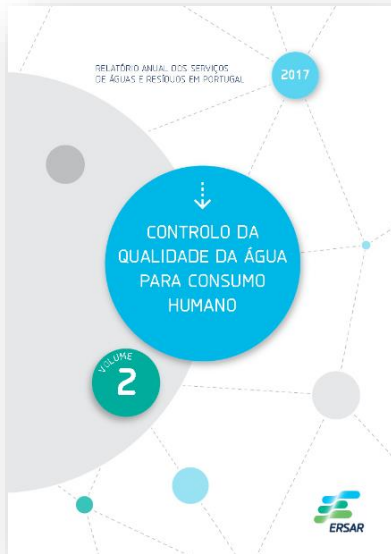 RELATÓRIO ANUAL DOS SERVIÇOS
DE ÁGUAS E RESÍDUOS EM PORTUGAL
2017
CONTROLO DA
QUALIDADE DA ÁGUA
PARA CONSUMO
HUMANO
VOLUME
2
ERSAR